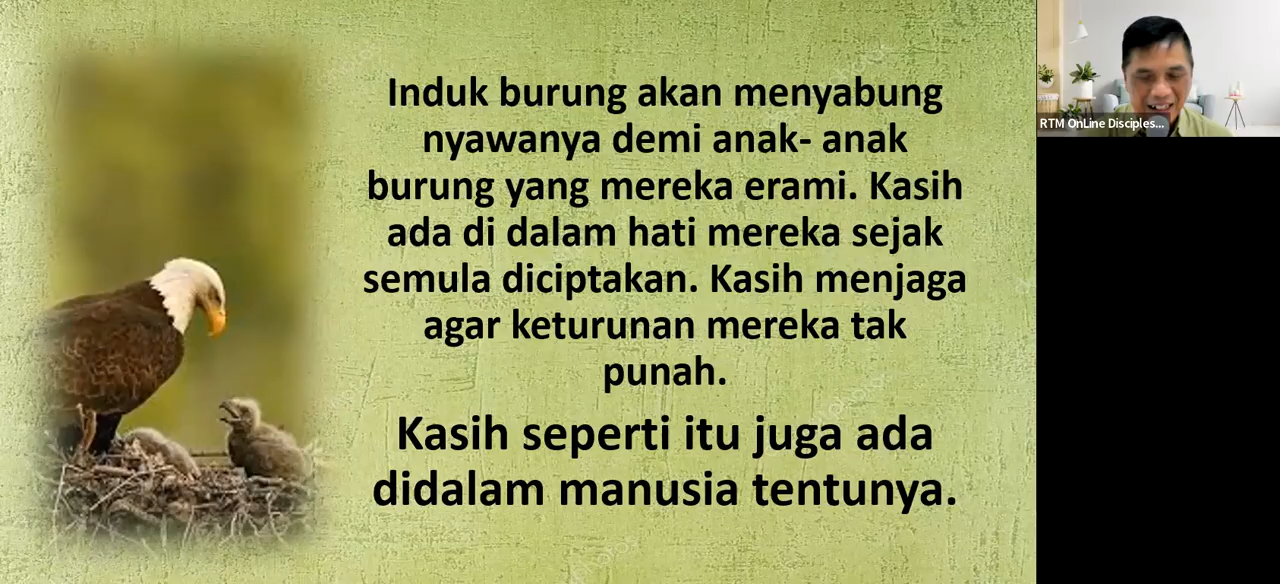 Induk burung akan menyabung
nyawanya demi anak- anak
burung yang mereka erami. Kasih
ada di dalam hati mereka sejak
semula diciptakan. Kasih menjaga
agar keturunan mereka tak
punah.
Kasih seperti itu juga ada
didalam manusia tentunya.
RTM OnLine Disciples...